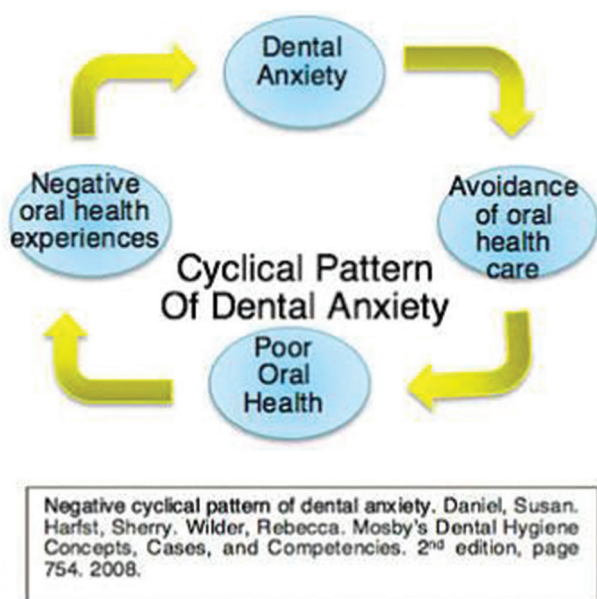 Dental
Anxiety
Negative
oral health
experiences
Avoidance
of oral
health
care
Cyclical Pattern
Of Dental Anxiety
Poor
Oral
Health
Negative cyclical pattern of dental anxiety. Daniel, Susan.
Harfst, Sherry. Wilder, Rebecca. Mosby's Dental Hygiene
Concepts, Cases, and Competencies. 2nd edition, page
754. 2008.